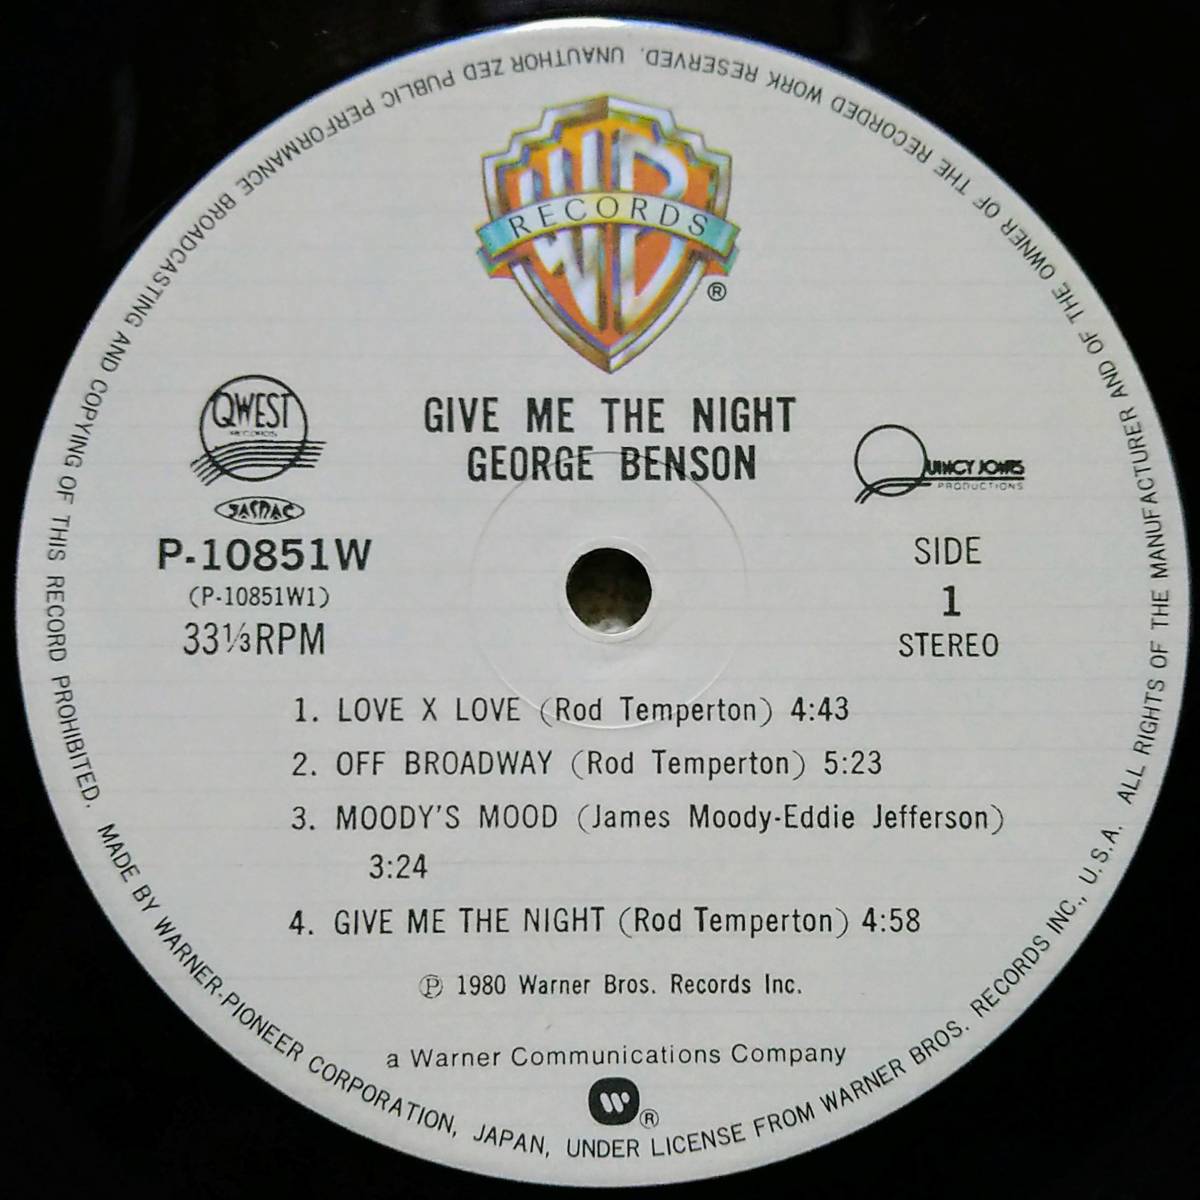 WB
RECORDS
®
GIVE ME THE NIGHT
GEORGE BENSON
QWEST
RECORDS
JASRAC
P-10851W
(P-10851W1)
33⅓RPM
QUINCY JONES
PRODUCTIONS
SIDE
1
STEREO
1. LOVE X LOVE (Rod Temperton) 4:43
2. OFF BROADWAY (Rod Temperton) 5:23
3. MOODY'S MOOD (James Moody-Eddie Jefferson)
3:24
4. GIVE ME THE NIGHT (Rod Temperton) 4:58
Ⓟ 1980 Warner Bros. Records Inc.
a Warner Communications Company
®
MADE BY WARNER-PIONEER CORPORATION, JAPAN, UNDER LICENSE FROM WARNER BROS. RECORDS INC., U.S.A. ALL RIGHTS OF THE MANUFACTURER AND OF THE OWNER OF THE RECORDED WORK RESERVED. UNAUTHOR ZED PUBLIC PERFORMANCE BROADCASTING AND COPYING OF THIS RECORD PROHIBITED.